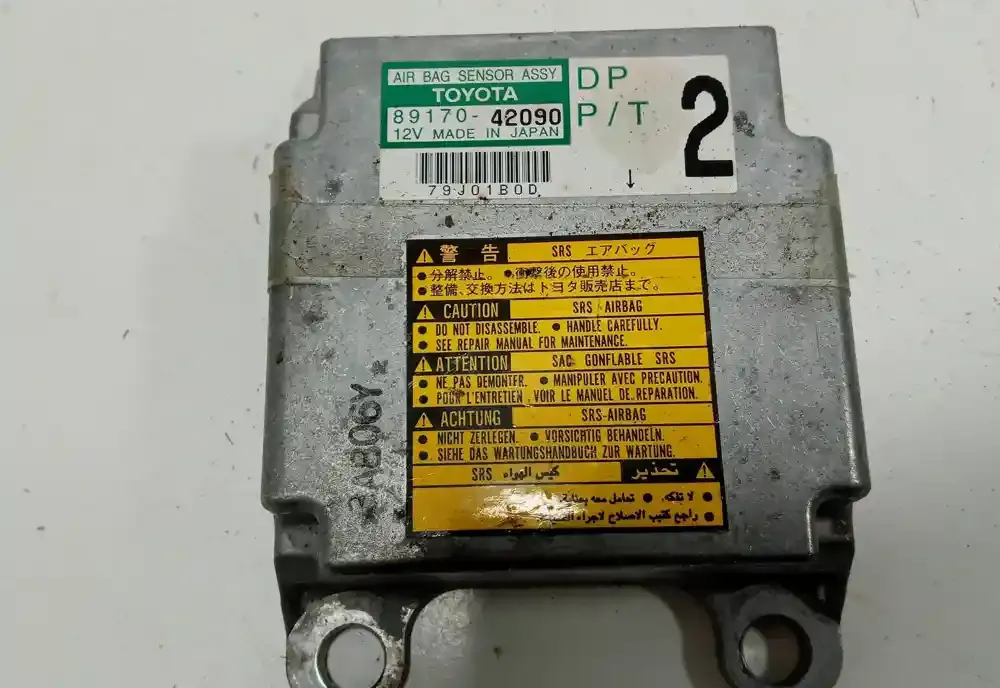 AIR BAG SENSOR ASSY
TOYOTA
89170-42090
12V MADE IN JAPAN
DP
P/T
2
79J01B0D
↓
警告 SRS エアバッグ
●分解禁止。 ●衝撃後の使用禁止。
●整備、交換方法はトヨタ販売店まで。
CAUTION SRS-AIRBAG
● DO NOT DISASSEMBLE. ● HANDLE CAREFULLY.
● SEE REPAIR MANUAL FOR MAINTENANCE.
ATTENTION SAC GONFLABLE SRS
● NE PAS DEMONTER. ● MANIPULER AVEC PRECAUTION.
● POUR L'ENTRETIEN, VOIR LE MANUEL DE REPARATION.
ACHTUNG SRS-AIRBAG
● NICHT ZERLEGEN. ● VORSICHTIG BEHANDELN.
● SIEHE DAS WARTUNGSHANDBUCH ZUR WARTUNG.
تحذير كيس الهواء SRS
● لا تفكه. ● تعامل معه
● راجع كتيب الاصلاح لاجراء
3AB06Y 2